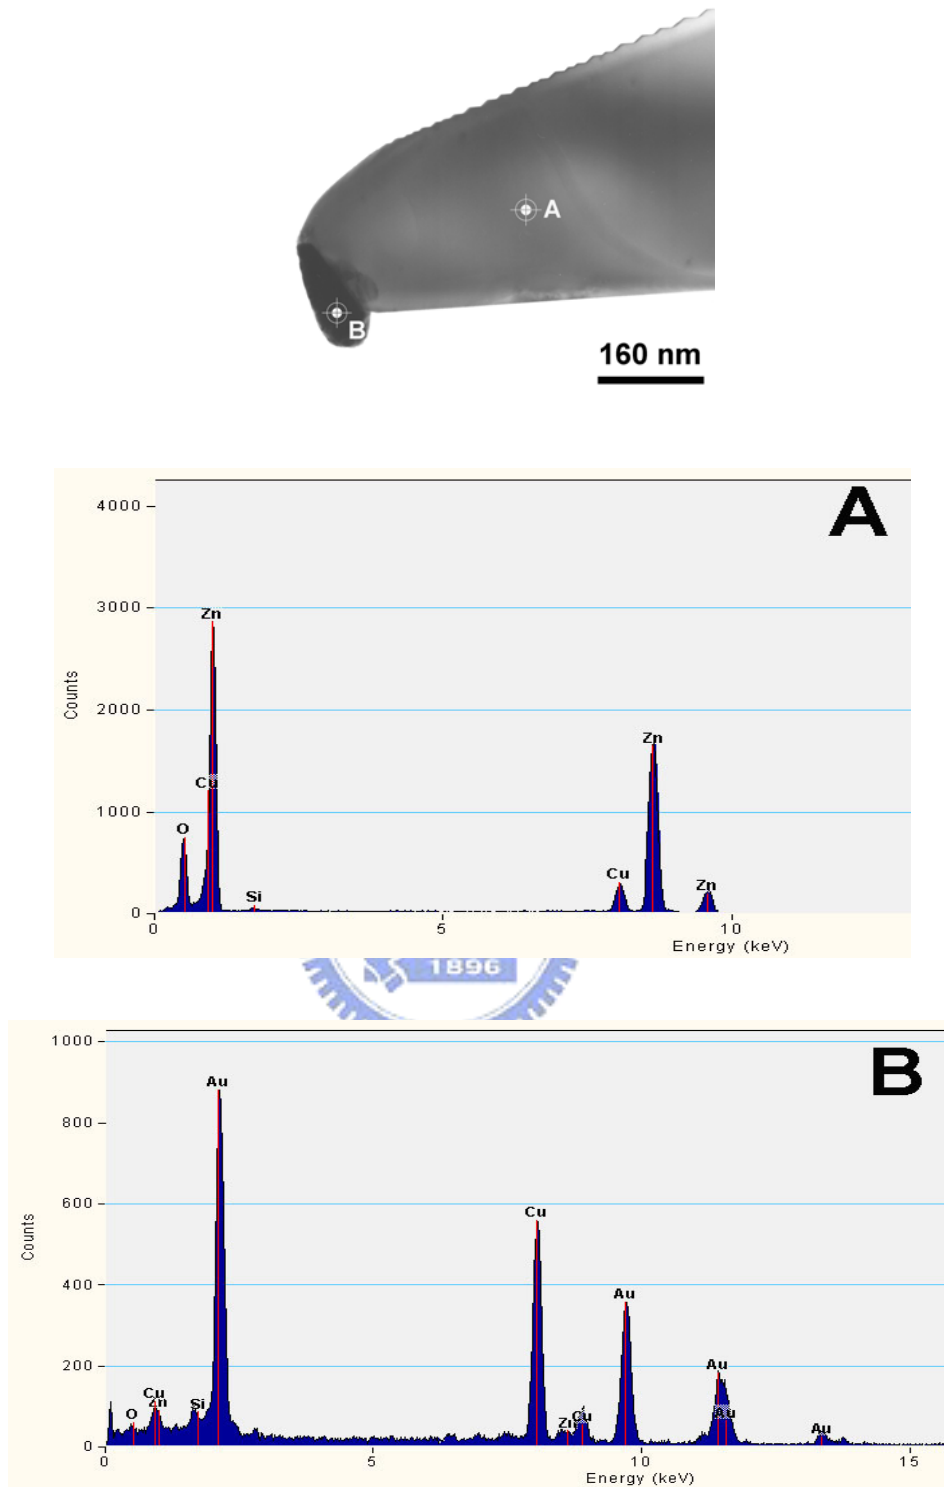 A
B
160 nm
A
4000
3000
2000
1000
0
Counts
Zn
Cu
O
Si
Cu
Zn
Zn
0
5
10
Energy (keV)
1896
B
1000
800
600
400
200
0
Counts
Au
Cu
Au
Au
Au
Au
O
Cu
Zn
Si
Zn
Cu
0
5
10
15
Energy (keV)